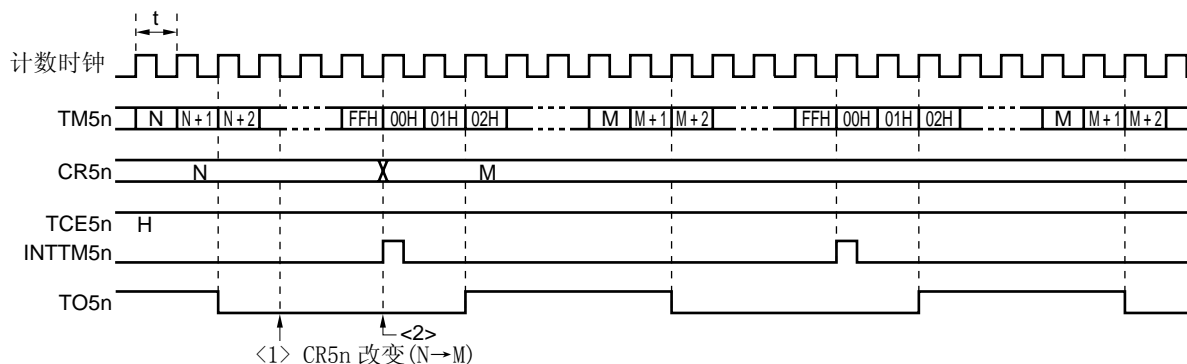 t
计数时钟
TM5n N N+1 N+2 FFH 00H 01H 02H M M+1 M+2 FFH 00H 01H 02H M M+1 M+2
CR5n N M
TCE5n H
INTTM5n
TO5n
<2>
<1> CR5n 改变(N→M)